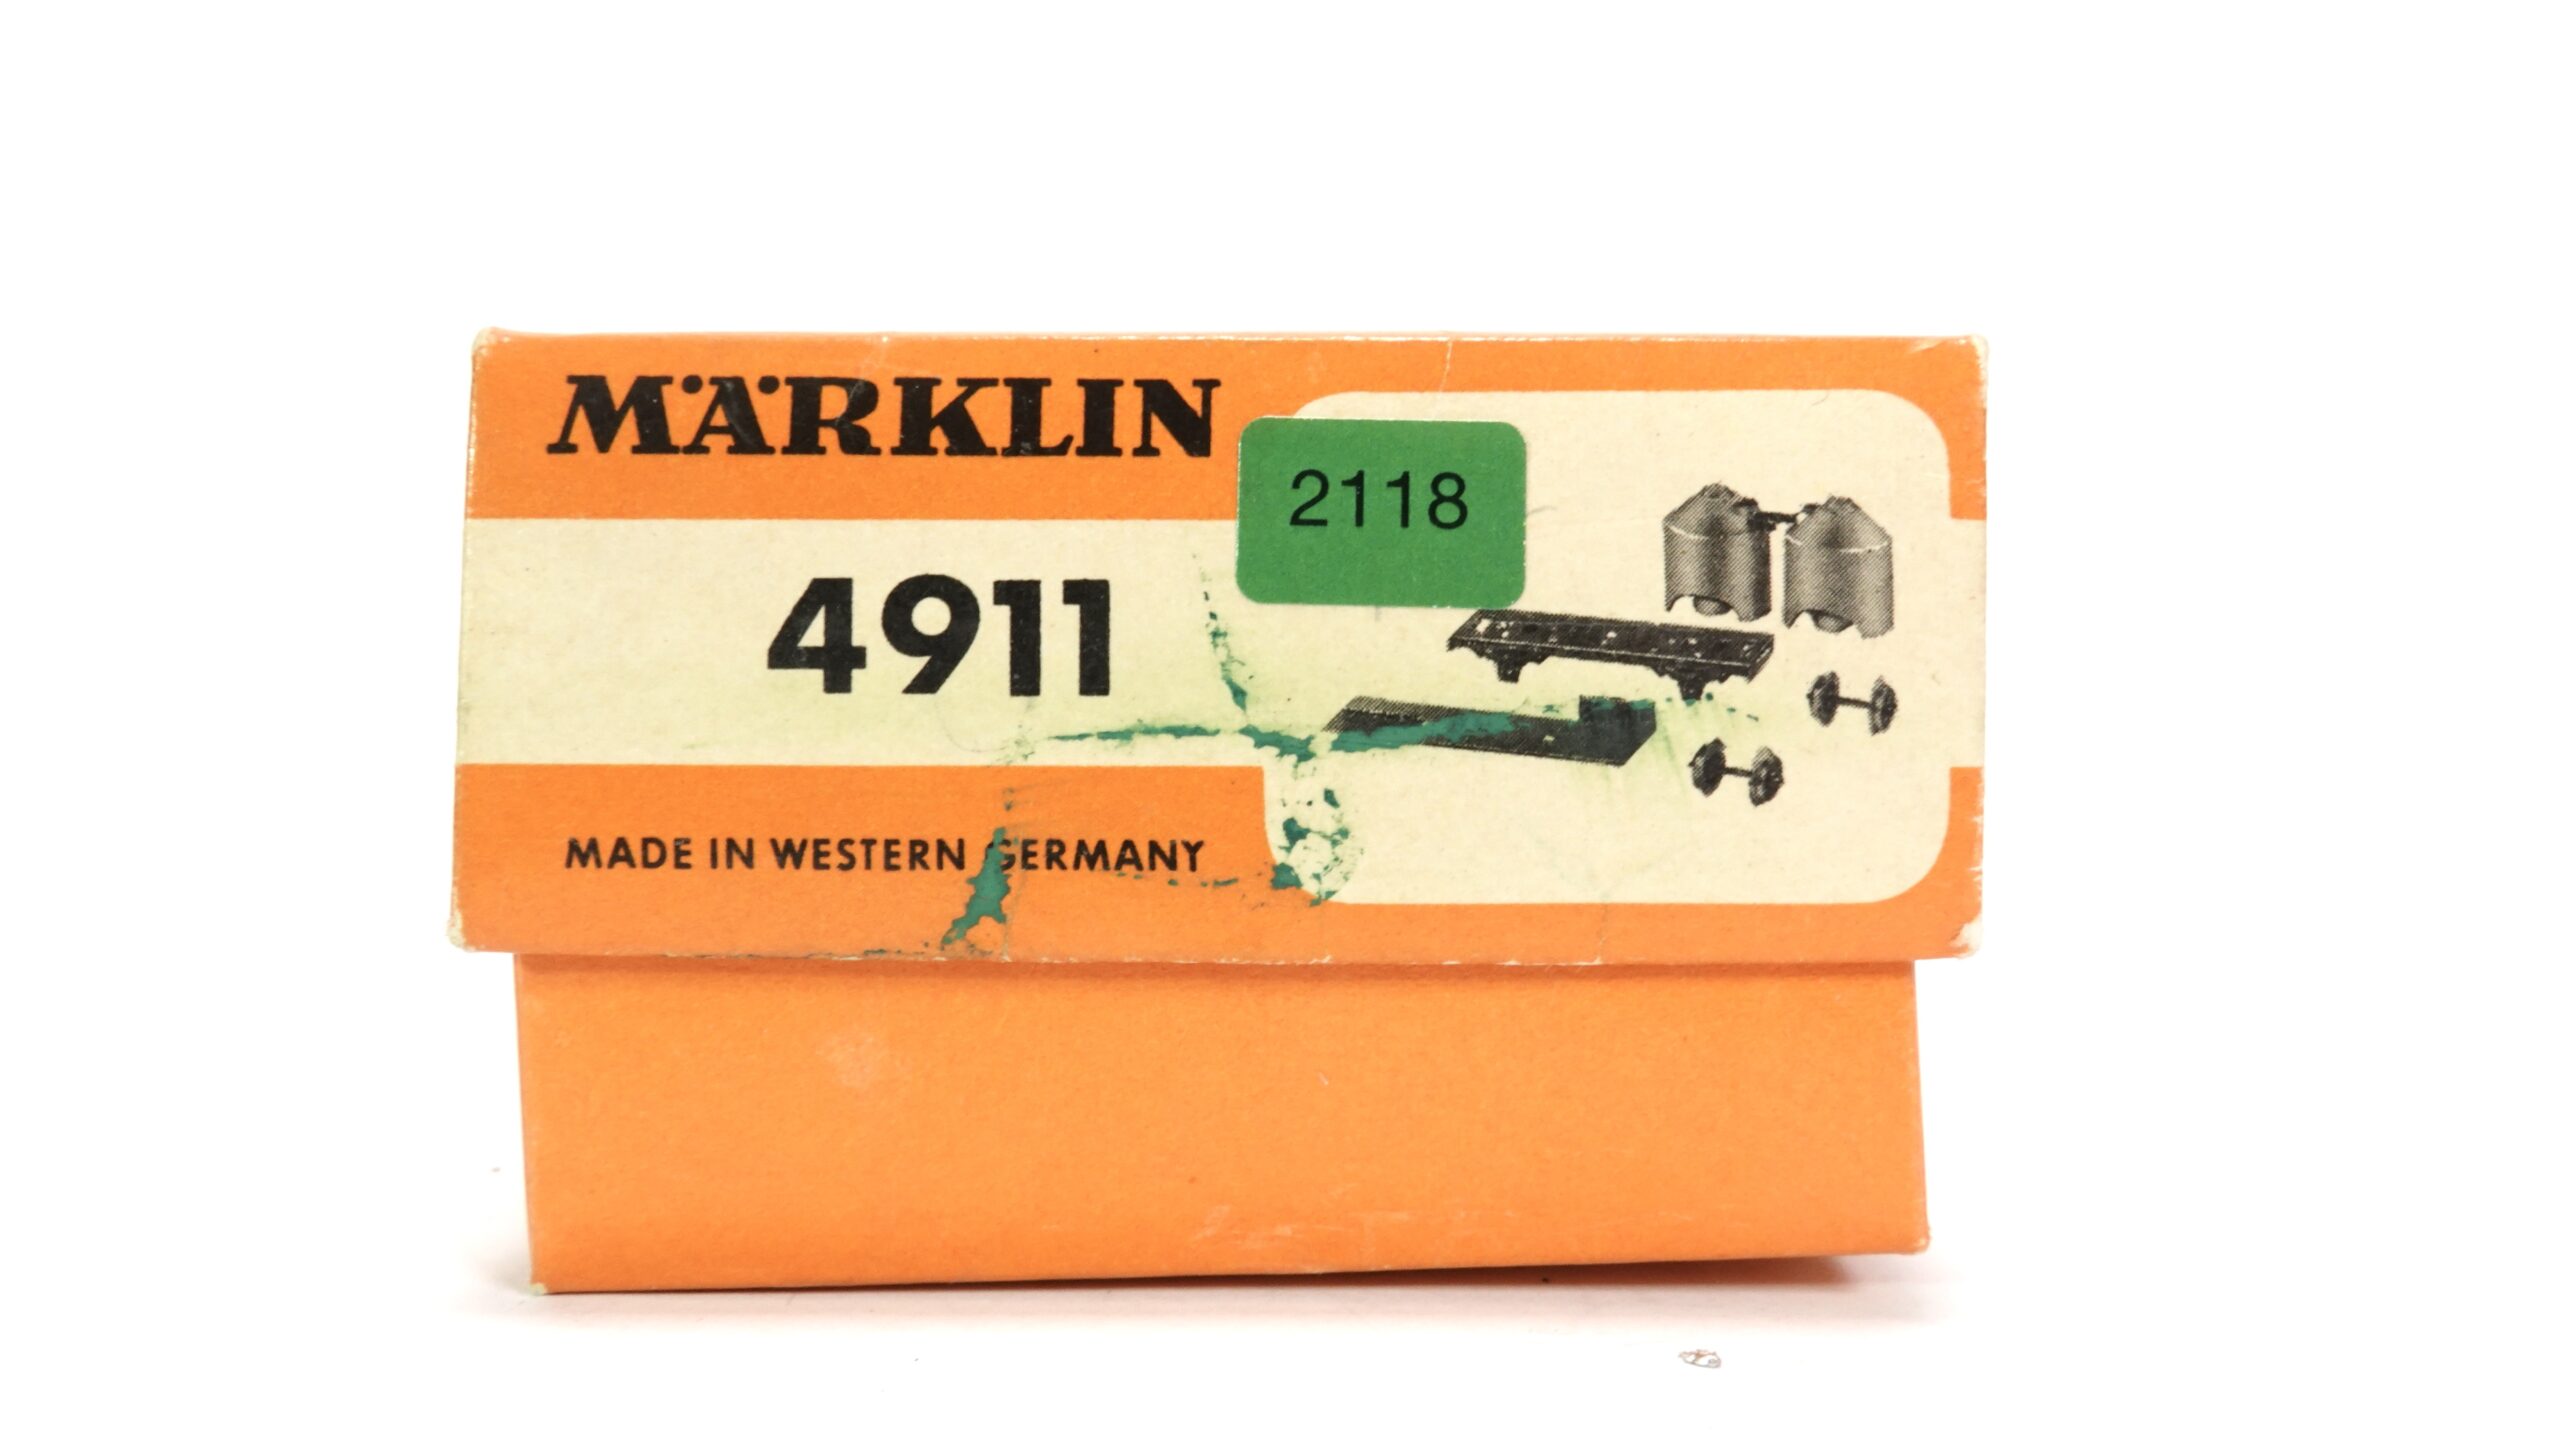 MÄRKLIN
2118
4911
MADE IN WESTERN GERMANY